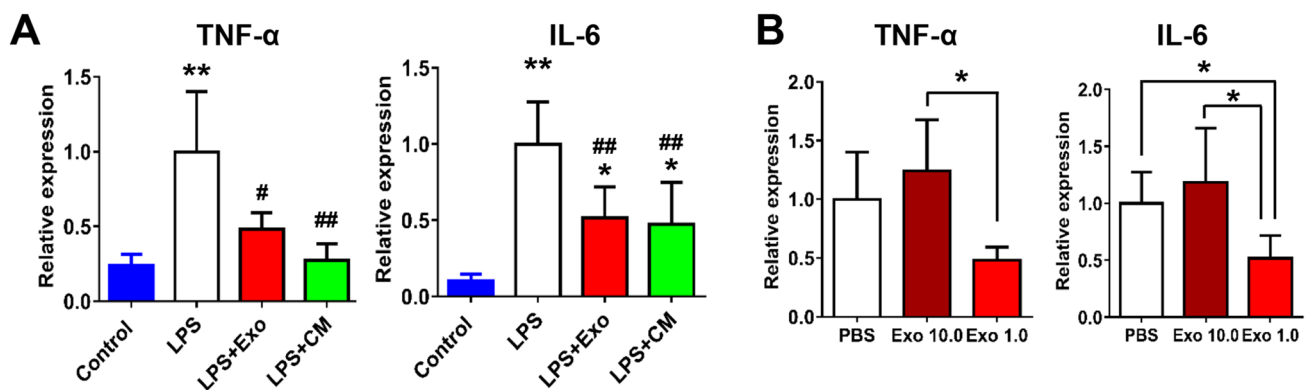 A
TNF-α
Relative expression
1.5
1.0
0.5
0.0
**
#
##
Control
LPS
LPS+Exo
LPS+CM
IL-6
Relative expression
1.5
1.0
0.5
0.0
**
##
*
##
*
Control
LPS
LPS+Exo
LPS+CM
B
TNF-α
Relative expression
2.0
1.5
1.0
0.5
0.0
*
PBS Exo 10.0 Exo 1.0
IL-6
Relative expression
2.0
1.5
1.0
0.5
0.0
*
*
PBS Exo 10.0 Exo 1.0